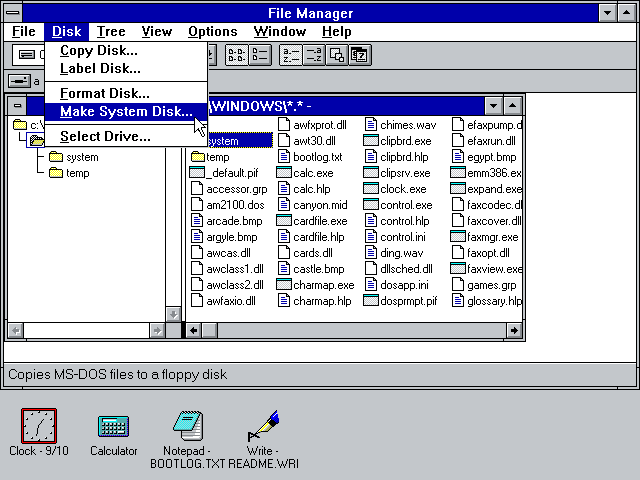 File Manager
File Disk Tree View Options Window Help
Copy Disk...
Label Disk...
Format Disk...
Make System Disk...
Select Drive...
a
\WINDOWS\*.* -
c:\
system
temp
system
temp
_default.pif
accessor.grp
am2100.dos
arcade.bmp
argyle.bmp
awcas.dll
awclass1.dll
awclass2.dll
awfaxio.dll
awfxprot.dll
awt30.dll
bootlog.txt
calc.exe
calc.hlp
canyon.mid
cardfile.exe
cardfile.hlp
cards.dll
castle.bmp
charmap.exe
charmap.hlp
chimes.wav
clipbrd.exe
clipbrd.hlp
clipsrv.exe
clock.exe
control.exe
control.hlp
control.ini
ding.wav
dllsched.dll
dosapp.ini
dosprmpt.pif
efaxpump.d
efaxrun.dll
egypt.bmp
emm386.ex
expand.exe
faxcodec.dl
faxcover.dll
faxmgr.exe
faxopt.dll
faxview.exe
games.grp
glossary.hlp
Copies MS-DOS files to a floppy disk
Clock - 9/10
Calculator
Notepad -
BOOTLOG.TXT
Write -
README.WRI